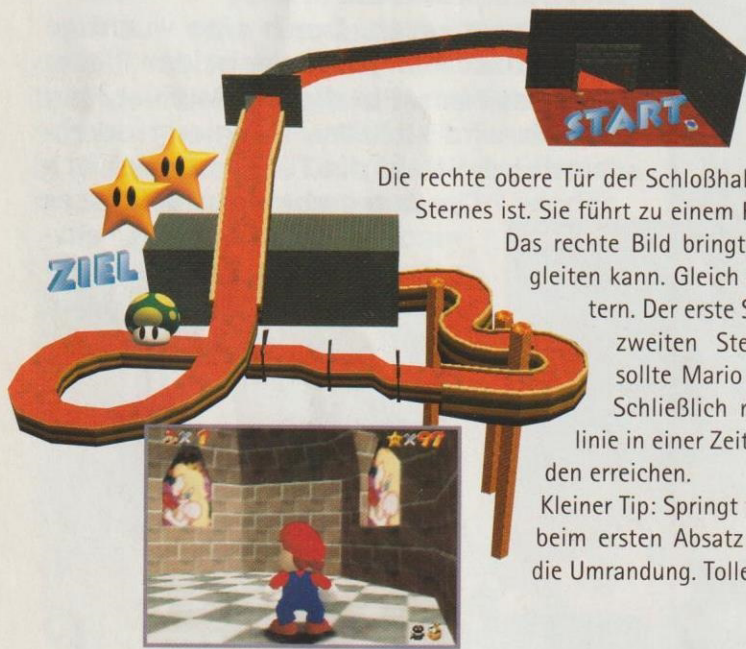 START
Die rechte obere Tür der Schloßhal
Sternes ist. Sie führt zu einem
Das rechte Bild bringt
gleiten kann. Gleich
tern. Der erste S
zweiten Ste
sollte Mario
Schließlich
linie in einer Zeit
den erreichen.
Kleiner Tip: Springt
beim ersten Absatz
die Umrandung. Tolle
ZIEL